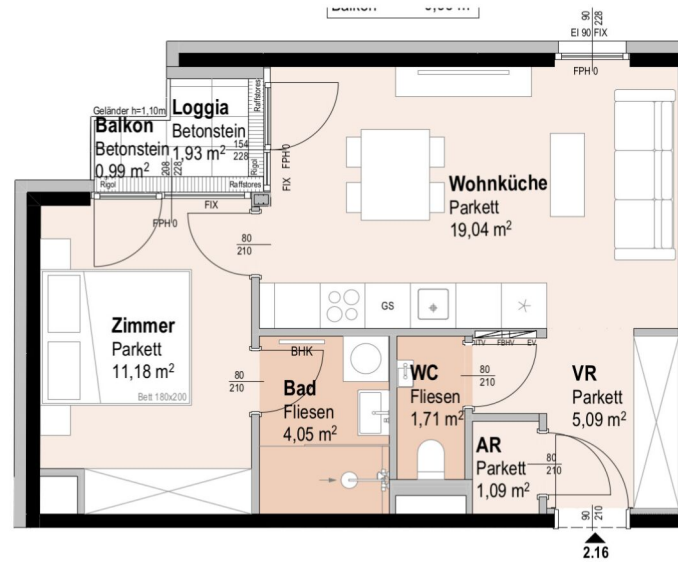 90
228
EI 90 FIX
FPH 0
Geländer h=1,10m
Loggia
Betonstein
1,93 m²
Raffstores
Rigol
154
228
FPH 0
FIX
Balkon
Betonstein
0,99 m²
208
228
Rigol
Raffstores
FPH 0
FIX
Wohnküche
Parkett
19,04 m²
80
210
GS
Zimmer
Parkett
11,18 m²
Bett 180x200
80
210
BHK
Bad
Fliesen
4,05 m²
WC
Fliesen
1,71 m²
80
210
FBHV
EV
VR
Parkett
5,09 m²
AR
Parkett
1,09 m²
80
210
90
210
2.16